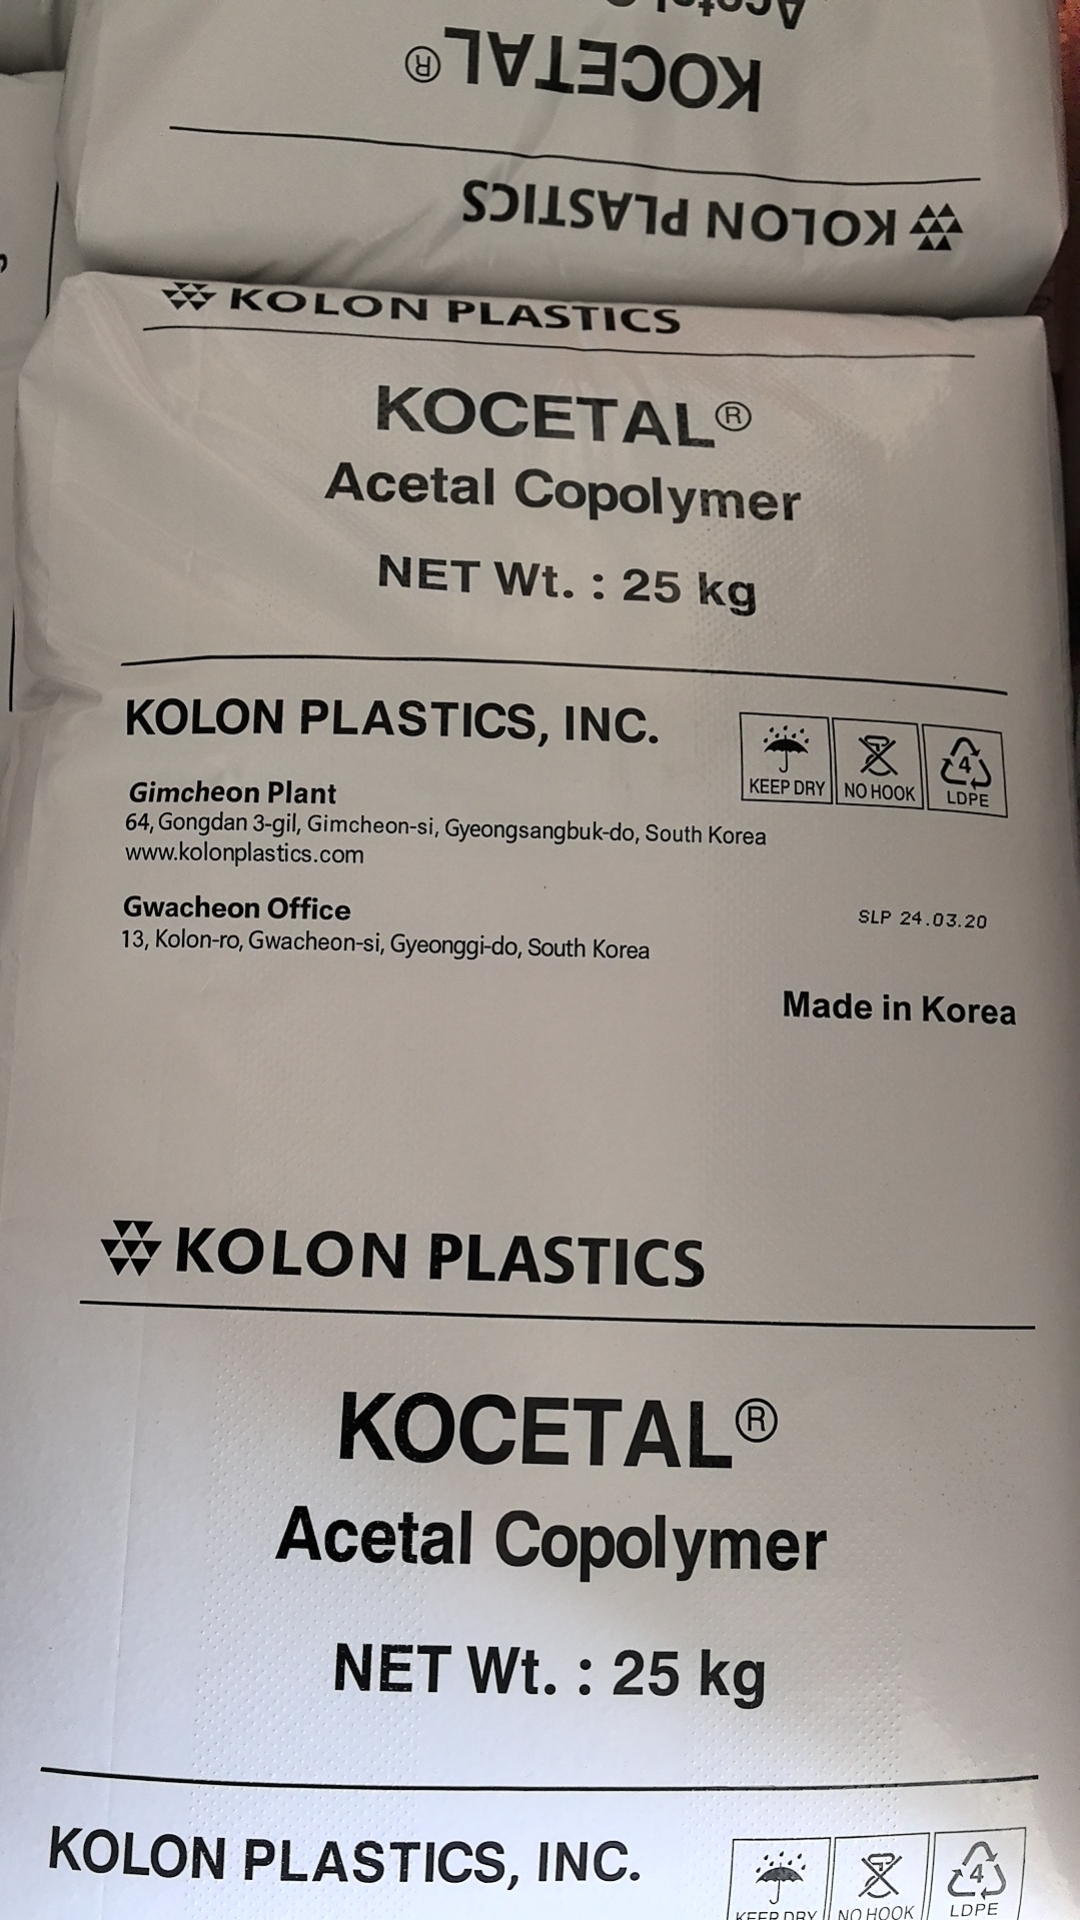 KOCETAL®
KOLON PLASTICS
KOLON PLASTICS
KOCETAL®
Acetal Copolymer
NET Wt. : 25 kg
KOLON PLASTICS, INC.
KEEP DRY
NO HOOK
4
LDPE
Gimcheon Plant
64, Gongdan 3-gil, Gimcheon-si, Gyeongsangbuk-do, South Korea
www.kolonplastics.com
Gwacheon Office
13, Kolon-ro, Gwacheon-si, Gyeonggi-do, South Korea
SLP 24.03.20
Made in Korea
KOLON PLASTICS
KOCETAL®
Acetal Copolymer
NET Wt. : 25 kg
KOLON PLASTICS, INC.
KEEP DRY
NO HOOK
4
LDPE